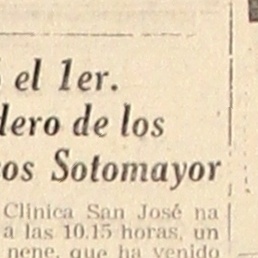 el 1er.
dero de los
os Sotomayor
Clinica San José na
a las 10.15 horas, un
nene, que ha venido